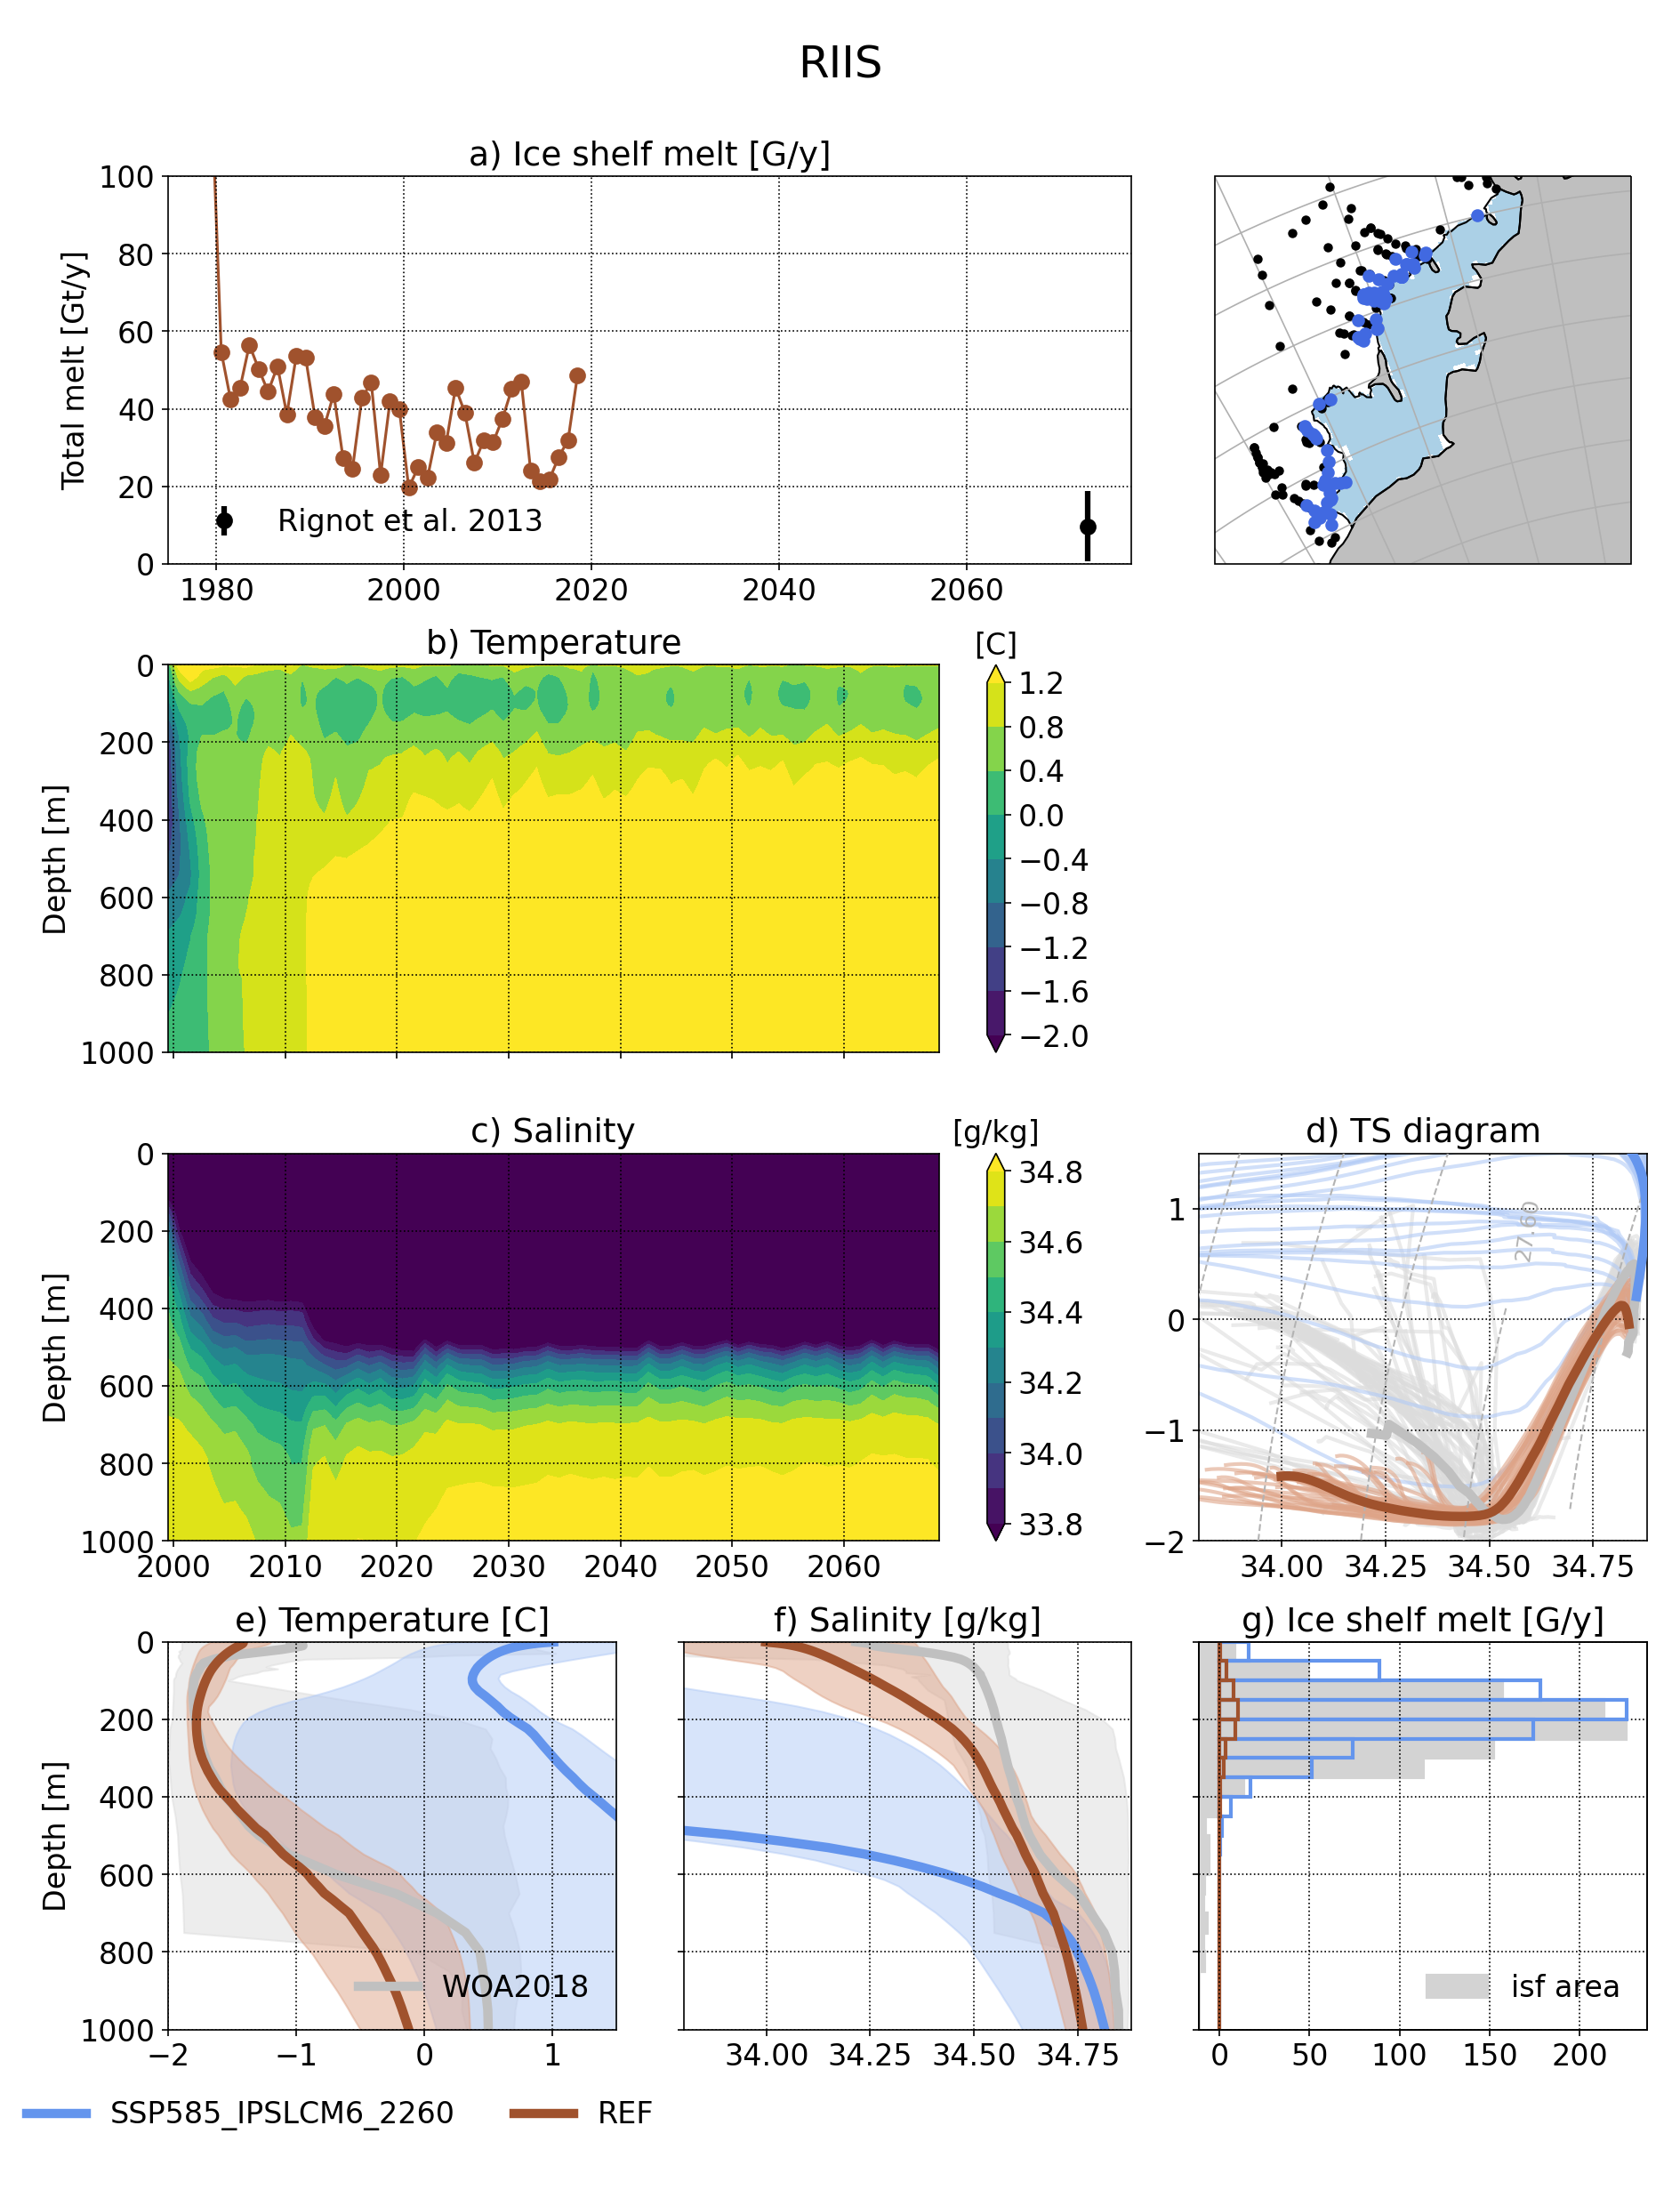 RIIS
a) Ice shelf melt [G/y]
Total melt [Gt/y]
100
80
60
40
20
0
Rignot et al. 2013
1980 2000 2020 2040 2060
b) Temperature
[C]
Depth [m]
0
200
400
600
800
1000
1.2
0.8
0.4
0.0
−0.4
−0.8
−1.2
−1.6
−2.0
c) Salinity
[g/kg]
Depth [m]
0
200
400
600
800
1000
2000 2010 2020 2030 2040 2050 2060
34.8
34.6
34.4
34.2
34.0
33.8
d) TS diagram
1
0
−1
−2
27.60
34.00 34.25 34.50 34.75
e) Temperature [C]
Depth [m]
0
200
400
600
800
1000
WOA2018
−2 −1 0 1
f) Salinity [g/kg]
34.00 34.25 34.50 34.75
g) Ice shelf melt [G/y]
isf area
0 50 100 150 200
SSP585_IPSLCM6_2260 REF